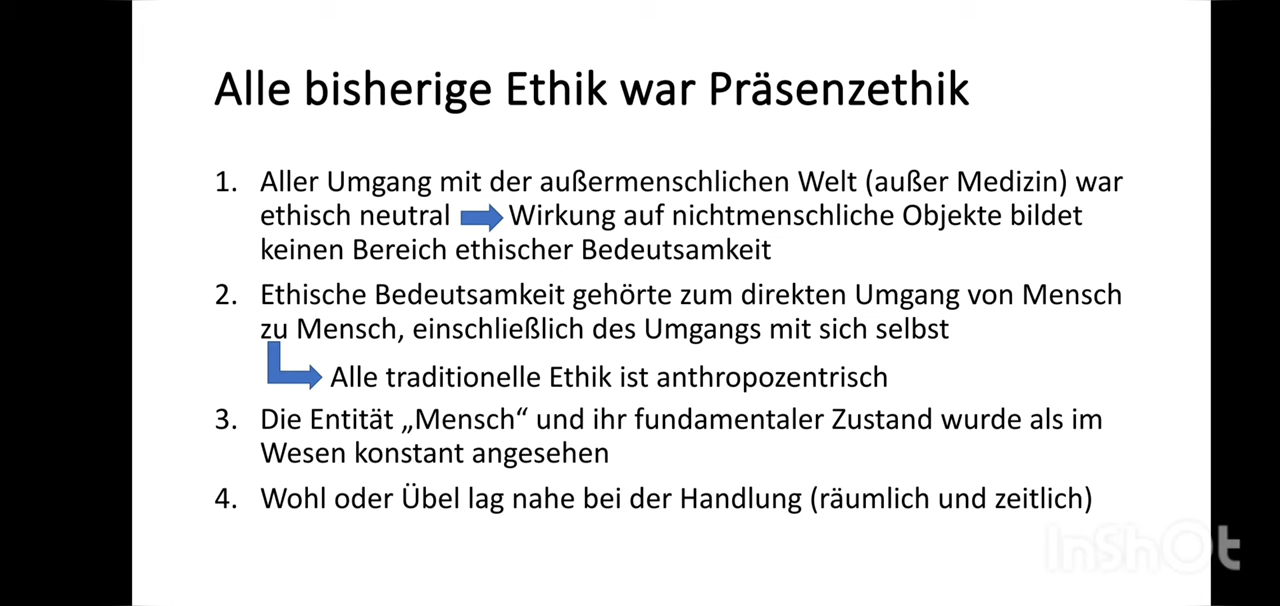 Alle bisherige Ethik war Präsenzethik
1. Aller Umgang mit der außermenschlichen Welt (außer Medizin) war
ethisch neutral Wirkung auf nichtmenschliche Objekte bildet
keinen Bereich ethischer Bedeutsamkeit
2. Ethische Bedeutsamkeit gehörte zum direkten Umgang von Mensch
zu Mensch, einschließlich des Umgangs mit sich selbst
Alle traditionelle Ethik ist anthropozentrisch
3. Die Entität „Mensch“ und ihr fundamentaler Zustand wurde als im
Wesen konstant angesehen
4. Wohl oder Übel lag nahe bei der Handlung (räumlich und zeitlich)
InShOt